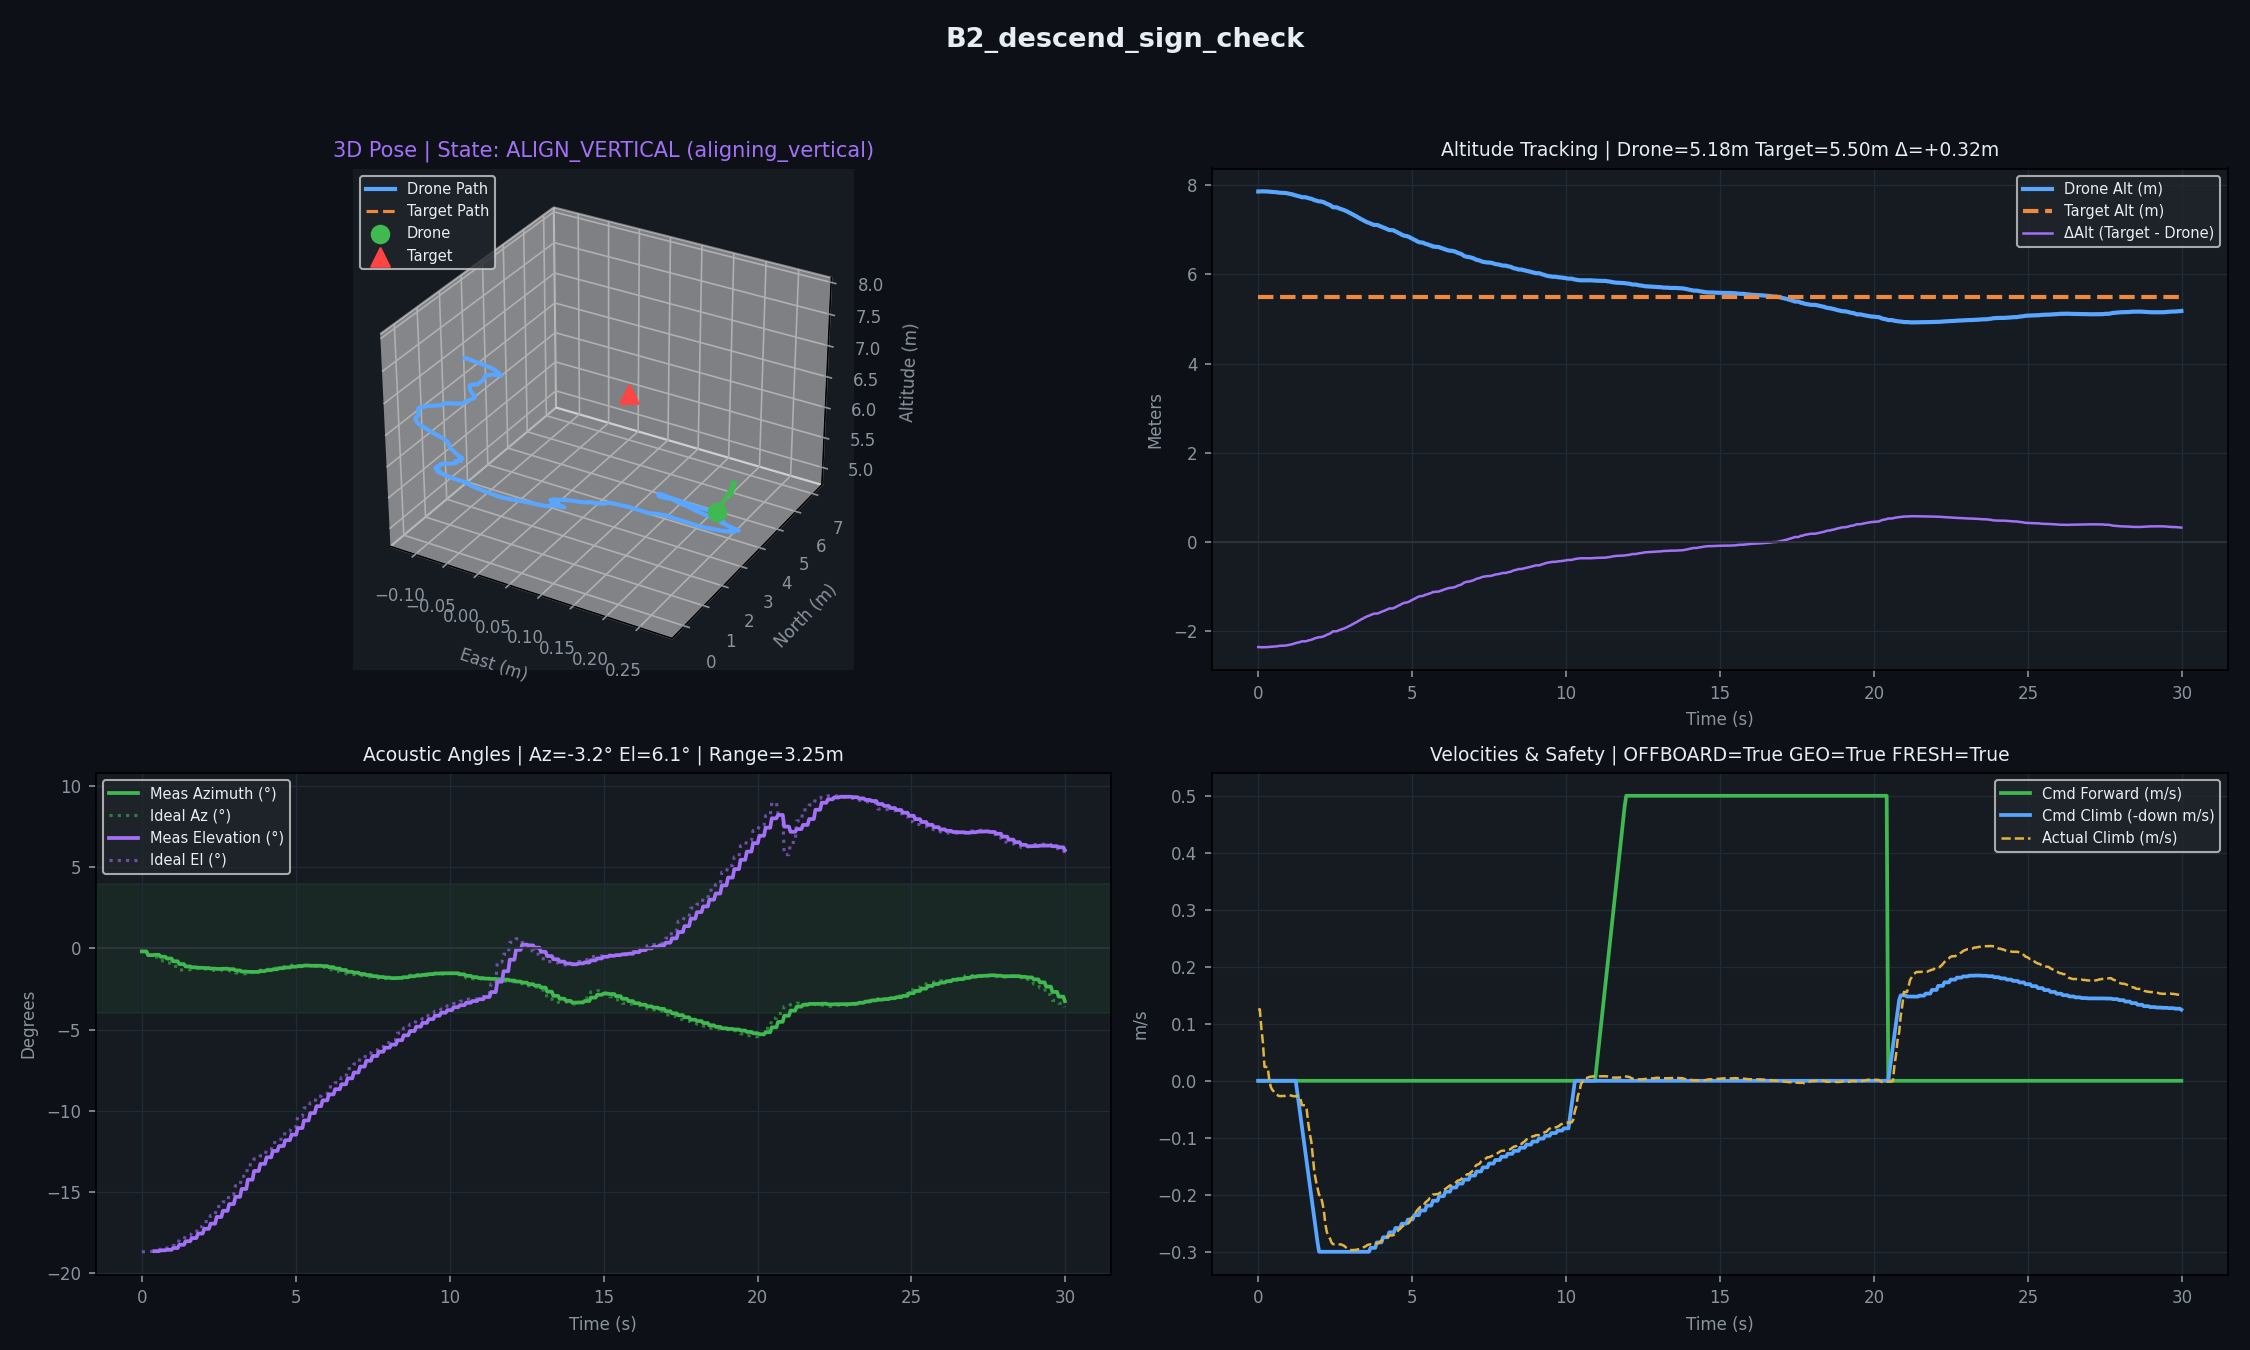 B2_descend_sign_check
3D Pose | State: ALIGN_VERTICAL (aligning_vertical)
Drone Path
Target Path
Drone
Target
8.0
7.5
7.0
6.5
6.0
5.5
5.0
Altitude (m)
7
6
5
4
3
2
1
0
North (m)
−0.10
−0.05
0.00
0.05
0.10
0.15
0.20
0.25
East (m)
Altitude Tracking | Drone=5.18m Target=5.50m Δ=+0.32m
Drone Alt (m)
Target Alt (m)
ΔAlt (Target - Drone)
8
6
4
2
0
−2
Meters
0
5
10
15
20
25
30
Time (s)
Acoustic Angles | Az=-3.2° El=6.1° | Range=3.25m
Meas Azimuth (°)
Ideal Az (°)
Meas Elevation (°)
Ideal El (°)
10
5
0
−5
−10
−15
−20
Degrees
0
5
10
15
20
25
30
Time (s)
Velocities & Safety | OFFBOARD=True GEO=True FRESH=True
Cmd Forward (m/s)
Cmd Climb (-down m/s)
Actual Climb (m/s)
0.5
0.4
0.3
0.2
0.1
0.0
−0.1
−0.2
−0.3
m/s
0
5
10
15
20
25
30
Time (s)